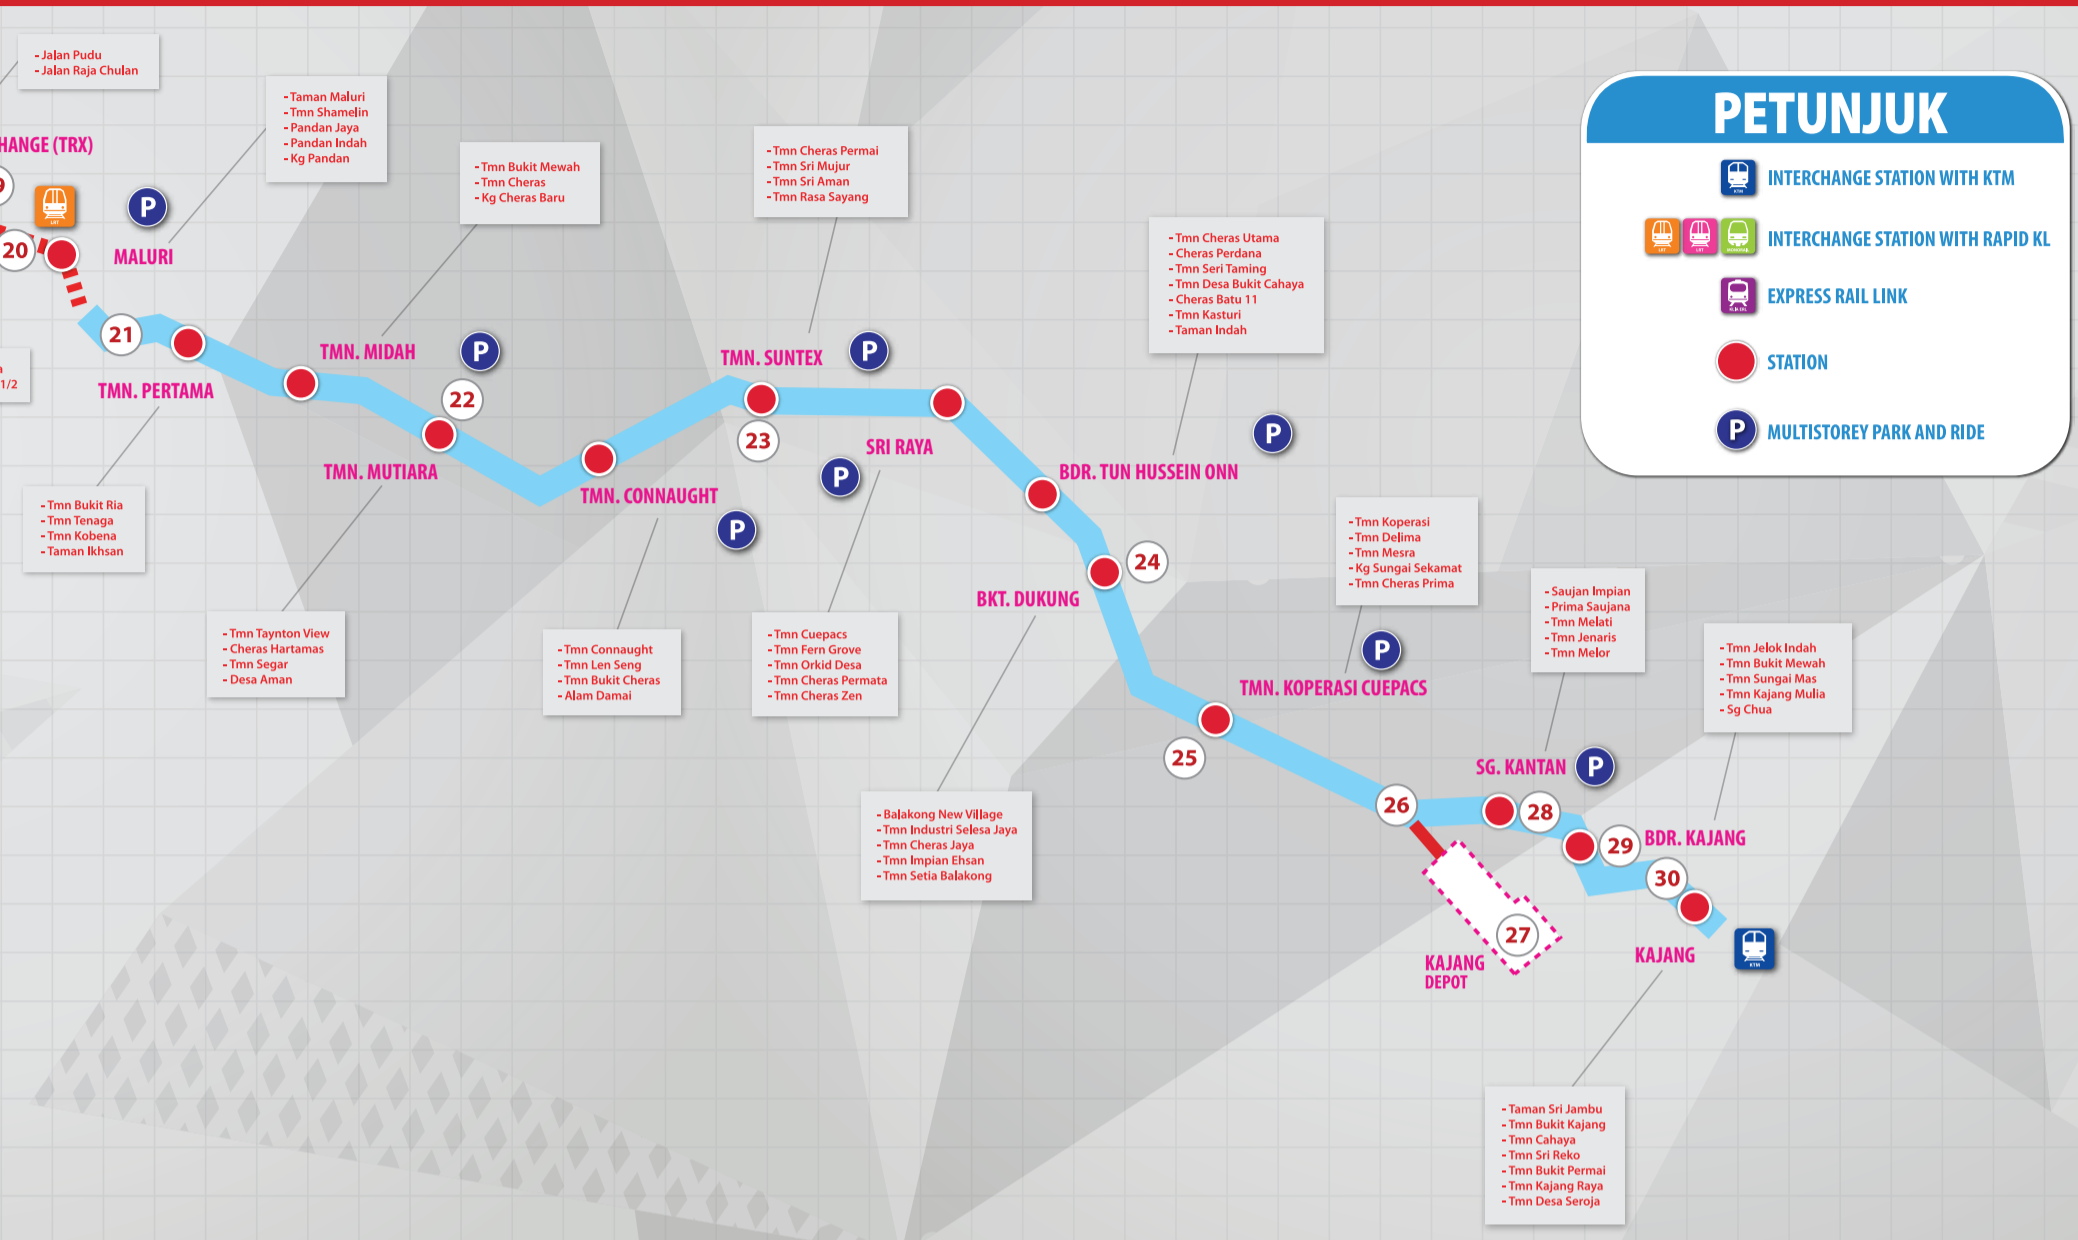 - Jalan Pudu
- Jalan Raja Chulan
HANGE (TRX)
- Taman Maluri
- Tmn Shamelin
- Pandan Jaya
- Pandan Indah
- Kg Pandan
20
LRT
P
MALURI
- Tmn Bukit Mewah
- Tmn Cheras
- Kg Cheras Baru
- Tmn Cheras Permai
- Tmn Sri Mujur
- Tmn Sri Aman
- Tmn Rasa Sayang
PETUNJUK
KTM
INTERCHANGE STATION WITH KTM
LRT
LRT
MONORAIL
INTERCHANGE STATION WITH RAPID KL
EXPRESS RAIL LINK
STATION
P
MULTISTOREY PARK AND RIDE
- Tmn Cheras Utama
- Cheras Perdana
- Tmn Seri Taming
- Tmn Desa Bukit Cahaya
- Cheras Batu 11
- Tmn Kasturi
- Taman Indah
1/2
21
TMN. PERTAMA
TMN. MIDAH
P
22
TMN. MUTIARA
TMN. SUNTEX
P
23
SRI RAYA
P
TMN. CONNAUGHT
P
BDR. TUN HUSSEIN ONN
P
- Tmn Bukit Ria
- Tmn Tenaga
- Tmn Kobena
- Taman Ikhsan
24
BKT. DUKUNG
- Tmn Koperasi
- Tmn Delima
- Tmn Mesra
- Kg Sungai Sekamat
- Tmn Cheras Prima
P
TMN. KOPERASI CUEPACS
25
- Saujan Impian
- Prima Saujana
- Tmn Melati
- Tmn Jenaris
- Tmn Melor
- Tmn Jelok Indah
- Tmn Bukit Mewah
- Tmn Sungai Mas
- Tmn Kajang Mulia
- Sg Chua
- Tmn Taynton View
- Cheras Hartamas
- Tmn Segar
- Desa Aman
- Tmn Connaught
- Tmn Len Seng
- Tmn Bukit Cheras
- Alam Damai
- Tmn Cuepacs
- Tmn Fern Grove
- Tmn Orkid Desa
- Tmn Cheras Permata
- Tmn Cheras Zen
- Balakong New Village
- Tmn Industri Selesa Jaya
- Tmn Cheras Jaya
- Tmn Impian Ehsan
- Tmn Setia Balakong
SG. KANTAN
P
26
28
29
BDR. KAJANG
30
27
KAJANG
DEPOT
KAJANG
KTM
- Taman Sri Jambu
- Tmn Bukit Kajang
- Tmn Cahaya
- Tmn Sri Reko
- Tmn Bukit Permai
- Tmn Kajang Raya
- Tmn Desa Seroja